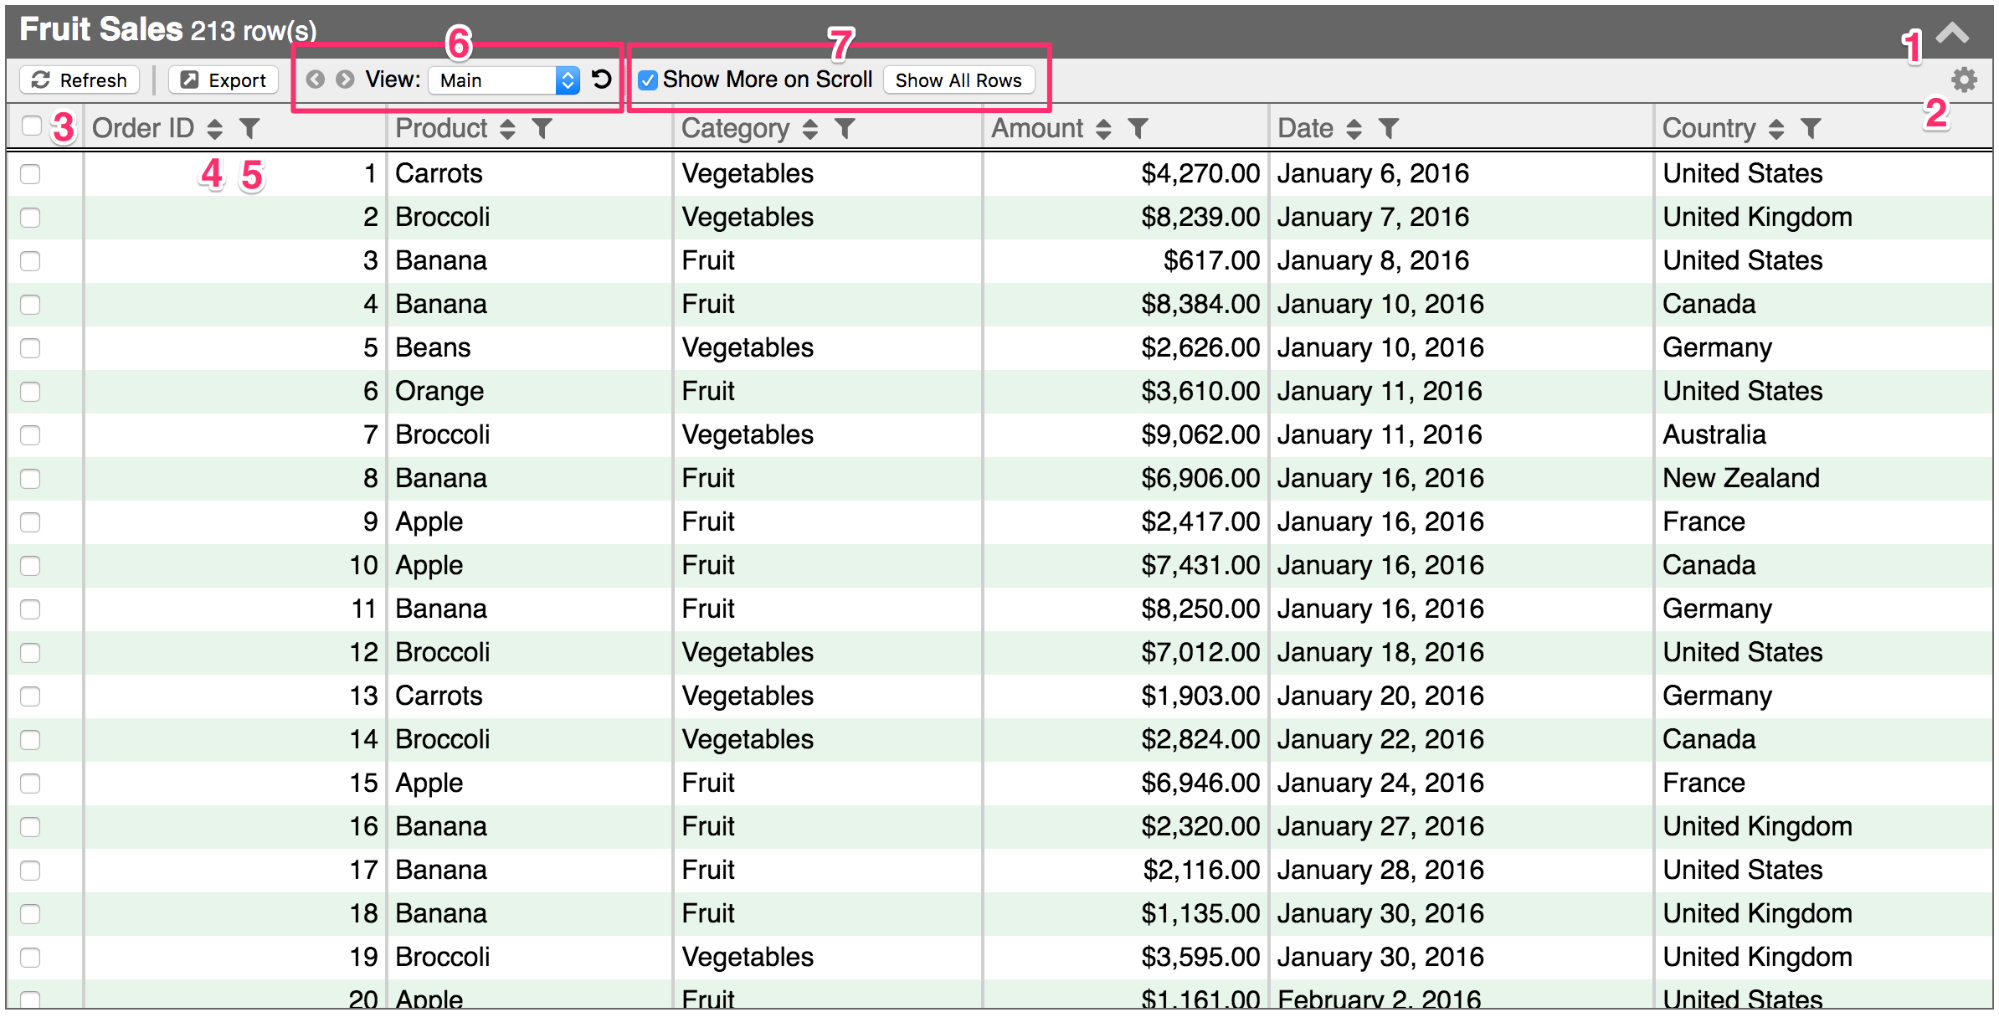 Fruit Sales 213 row(s)
6 7 1
Refresh Export View: Main Show More on Scroll Show All Rows
3 Order ID Product Category Amount Date Country 2
4 5 1 Carrots Vegetables $4,270.00 January 6, 2016 United States
2 Broccoli Vegetables $8,239.00 January 7, 2016 United Kingdom
3 Banana Fruit $617.00 January 8, 2016 United States
4 Banana Fruit $8,384.00 January 10, 2016 Canada
5 Beans Vegetables $2,626.00 January 10, 2016 Germany
6 Orange Fruit $3,610.00 January 11, 2016 United States
7 Broccoli Vegetables $9,062.00 January 11, 2016 Australia
8 Banana Fruit $6,906.00 January 16, 2016 New Zealand
9 Apple Fruit $2,417.00 January 16, 2016 France
10 Apple Fruit $7,431.00 January 16, 2016 Canada
11 Banana Fruit $8,250.00 January 16, 2016 Germany
12 Broccoli Vegetables $7,012.00 January 18, 2016 United States
13 Carrots Vegetables $1,903.00 January 20, 2016 Germany
14 Broccoli Vegetables $2,824.00 January 22, 2016 Canada
15 Apple Fruit $6,946.00 January 24, 2016 France
16 Banana Fruit $2,320.00 January 27, 2016 United Kingdom
17 Banana Fruit $2,116.00 January 28, 2016 United States
18 Banana Fruit $1,135.00 January 30, 2016 United Kingdom
19 Broccoli Vegetables $3,595.00 January 30, 2016 United Kingdom
20 Apple Fruit $1,161.00 February 2, 2016 United States